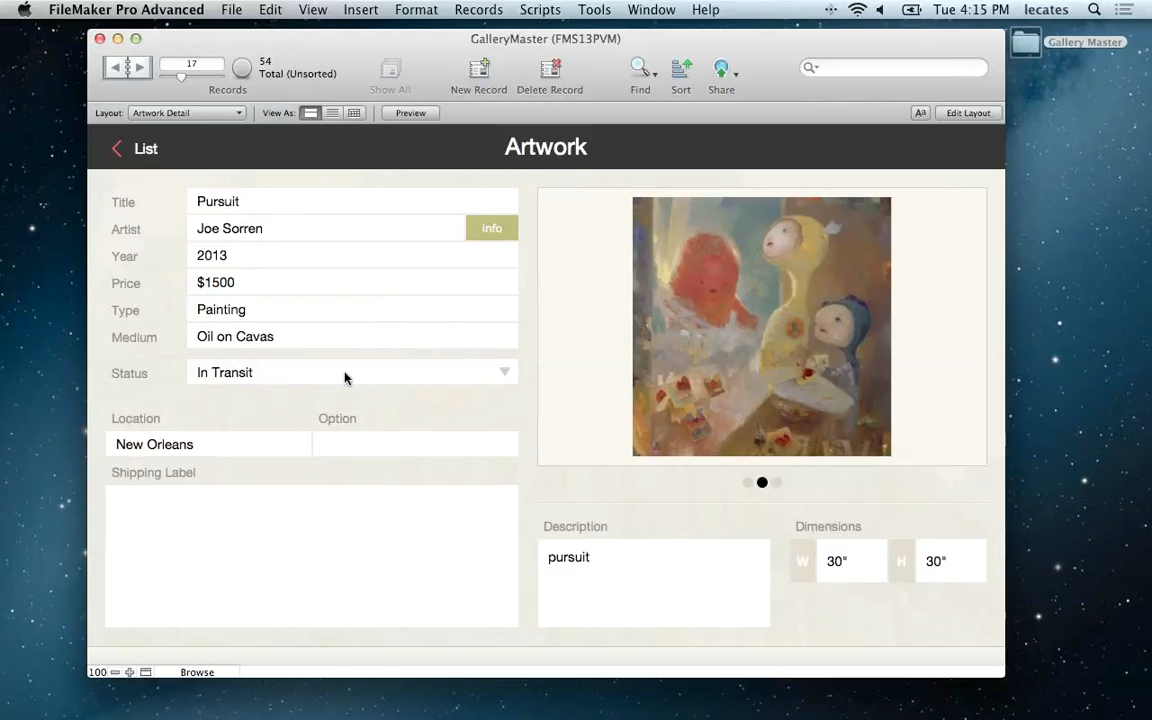 FileMaker Pro Advanced File Edit View Insert Format Records Scripts Tools Window Help Tue 4:15 PM lecates
GalleryMaster (FMS13PVM)
Gallery Master
17 54
Total (Unsorted)
Records Show All New Record Delete Record Find Sort Share
Layout: Artwork Detail View As: Preview Aa Edit Layout
List Artwork
Title Pursuit
Artist Joe Sorren info
Year 2013
Price $1500
Type Painting
Medium Oil on Cavas
Status In Transit
Location Option
New Orleans
Shipping Label
Description Dimensions
pursuit W 30" H 30"
100 Browse